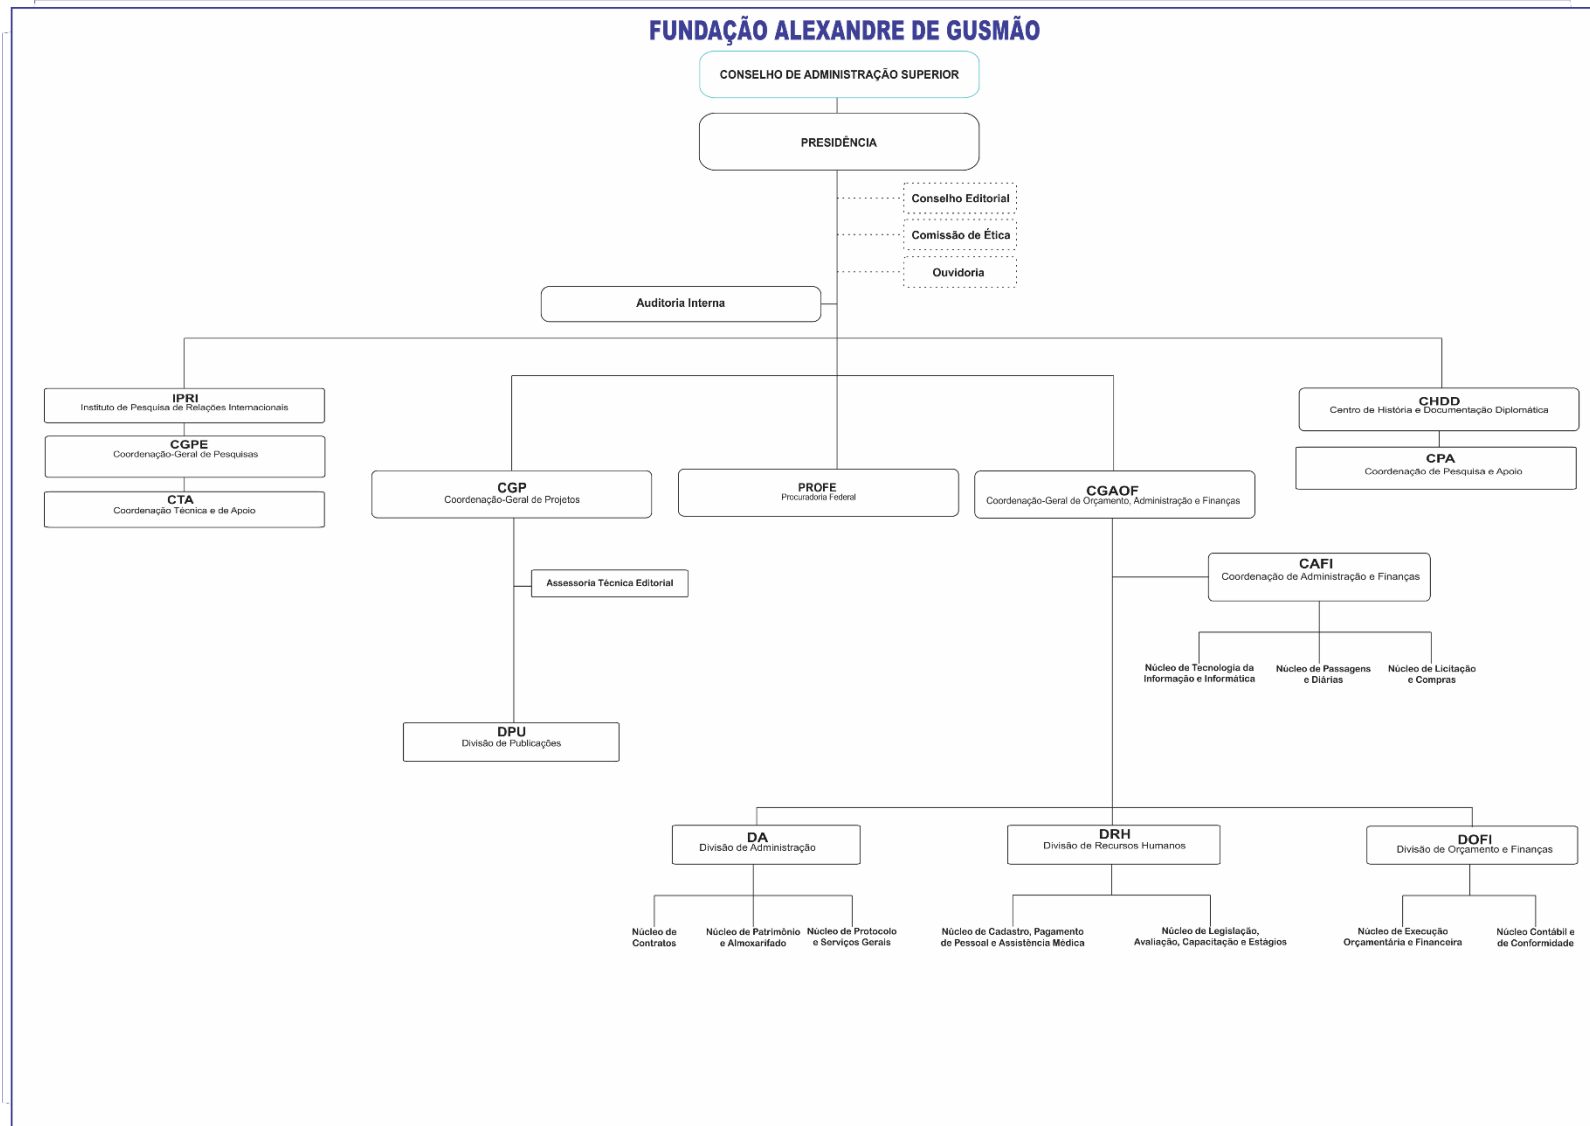 FUNDAÇÃO ALEXANDRE DE GUSMÃO
CONSELHO DE ADMINISTRAÇÃO SUPERIOR
PRESIDÊNCIA
Conselho Editorial
Comissão de Ética
Ouvidoria
Auditoria Interna
IPRI
Instituto de Pesquisa de Relações Internacionais
CGPE
Coordenação-Geral de Pesquisas
CTA
Coordenação Técnica e de Apoio
CHDD
Centro de História e Documentação Diplomática
CPA
Coordenação de Pesquisa e Apoio
CGP
Coordenação-Geral de Projetos
PROFE
Procuradoria Federal
CGAOF
Coordenação-Geral de Orçamento, Administração e Finanças
Assessoria Técnica Editorial
DPU
Divisão de Publicações
CAFI
Coordenação de Administração e Finanças
Núcleo de Tecnologia da
Informação e Informática
Núcleo de Passagens
e Diárias
Núcleo de Licitação
e Compras
DA
Divisão de Administração
DRH
Divisão de Recursos Humanos
DOFI
Divisão de Orçamento e Finanças
Núcleo de
Contratos
Núcleo de Patrimônio
e Almoxarifado
Núcleo de Protocolo
e Serviços Gerais
Núcleo de Cadastro, Pagamento
de Pessoal e Assistência Médica
Núcleo de Legislação,
Avaliação, Capacitação e Estágios
Núcleo de Execução
Orçamentária e Financeira
Núcleo Contábil e
de Conformidade